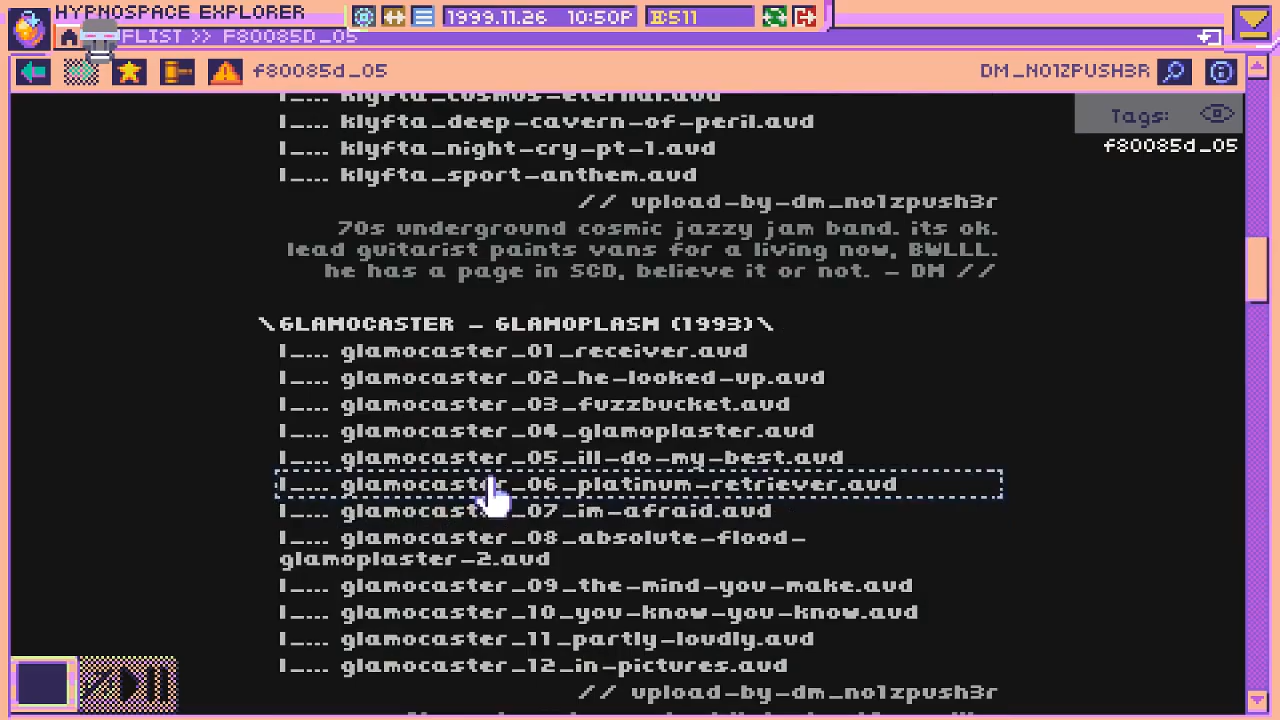 HYPNOSPACE EXPLORER
1999.11.26 10:50P
511
FLIST >> F80085D_05
f80085d_05
DM_NO1ZPUSH3R
Tags:
f80085d_05
klyfta_cosmos-eternal.avd
|_... klyfta_deep-cavern-of-peril.avd
|_... klyfta_night-cry-pt-1.avd
|_... klyfta_sport-anthem.avd
// upload-by-dm_no1zpush3r
70s underground cosmic jazzy jam band. its ok.
lead guitarist paints vans for a living now, BWLLL.
he has a page in SCD, believe it or not. - DM //
\GLAMOCASTER - GLAMOPLASM (1993)\
|_... glamocaster_01_receiver.avd
|_... glamocaster_02_he-looked-up.avd
|_... glamocaster_03_fuzzbucket.avd
|_... glamocaster_04_glamoplaster.avd
|_... glamocaster_05_ill-do-my-best.avd
|_... glamocaster_06_platinum-retriever.avd
|_... glamocaster_07_im-afraid.avd
|_... glamocaster_08_absolute-flood-
glamoplaster-2.avd
|_... glamocaster_09_the-mind-you-make.avd
|_... glamocaster_10_you-know-you-know.avd
|_... glamocaster_11_partly-loudly.avd
|_... glamocaster_12_in-pictures.avd
// upload-by-dm_no1zpush3r